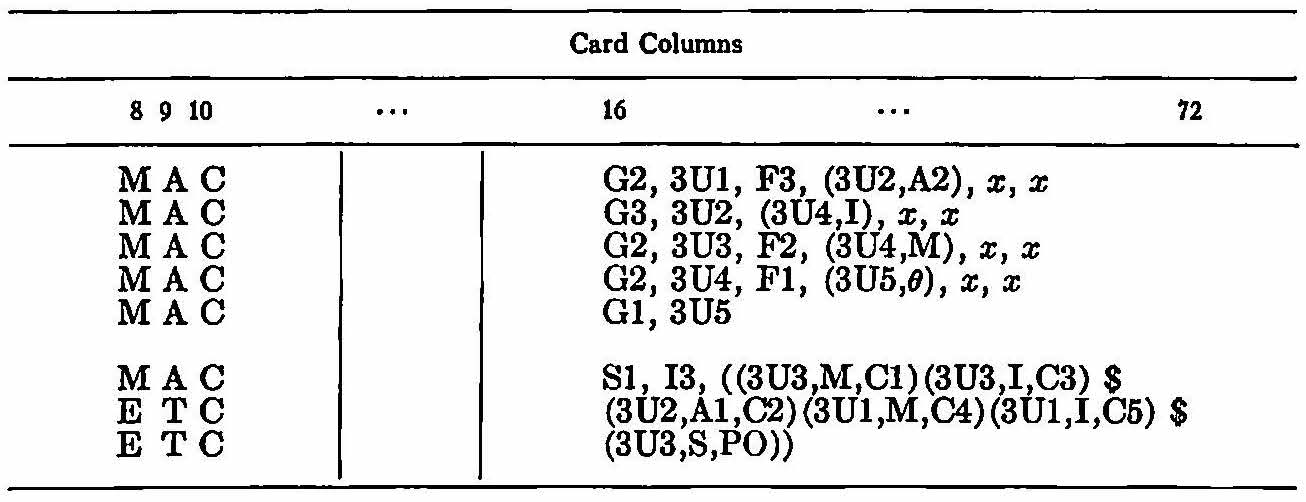 Card Columns
8 9 10 ... 16 ... 72
M A C G2, 3U1, F3, (3U2,A2), x, x
M A C G3, 3U2, (3U4,I), x, x
M A C G2, 3U3, F2, (3U4,M), x, x
M A C G2, 3U4, F1, (3U5,θ), x, x
M A C G1, 3U5
M A C S1, I3, ((3U3,M,C1)(3U3,I,C3) $
E T C (3U2,A1,C2)(3U1,M,C4)(3U1,I,C5) $
E T C (3U3,S,PO))